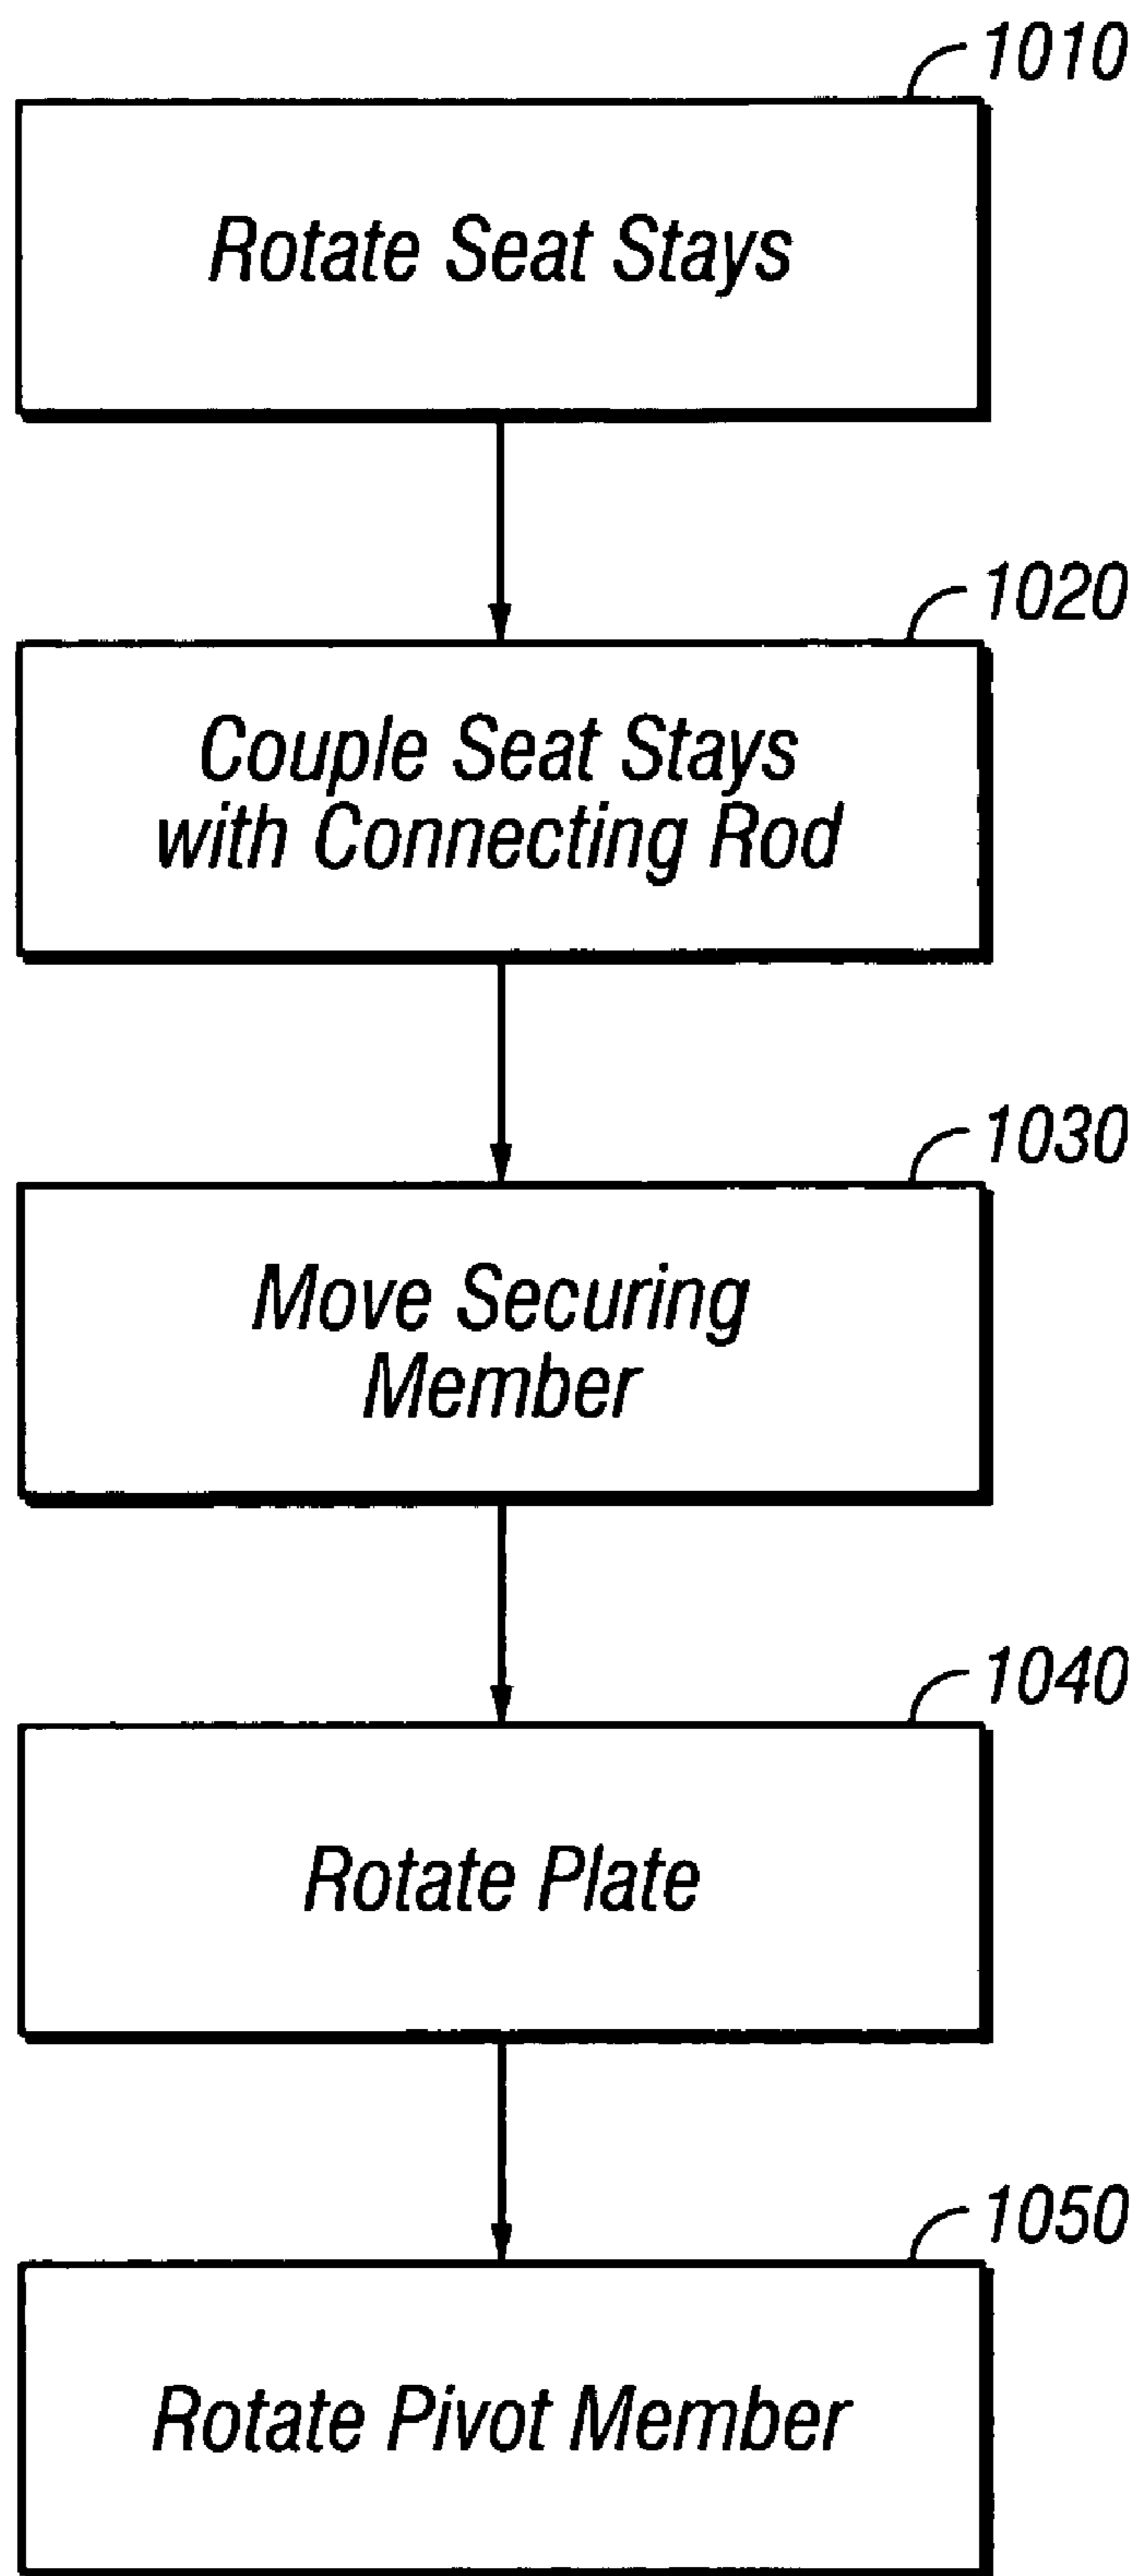 1010
Rotate Seat Stays
1020
Couple Seat Stays
with Connecting Rod
1030
Move Securing
Member
1040
Rotate Plate
1050
Rotate Pivot Member